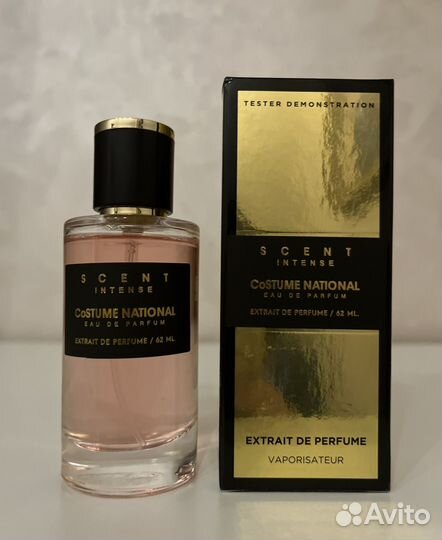 SCENT
INTENSE
CoSTUME NATIONAL
EAU DE PARFUM
EXTRAIT DE PERFUME / 62 ML.
TESTER DEMONSTRATION
SCENT
INTENSE
CoSTUME NATIONAL
EAU DE PARFUM
EXTRAIT DE PERFUME / 62 ML.
EXTRAIT DE PERFUME
VAPORISATEUR
Avito